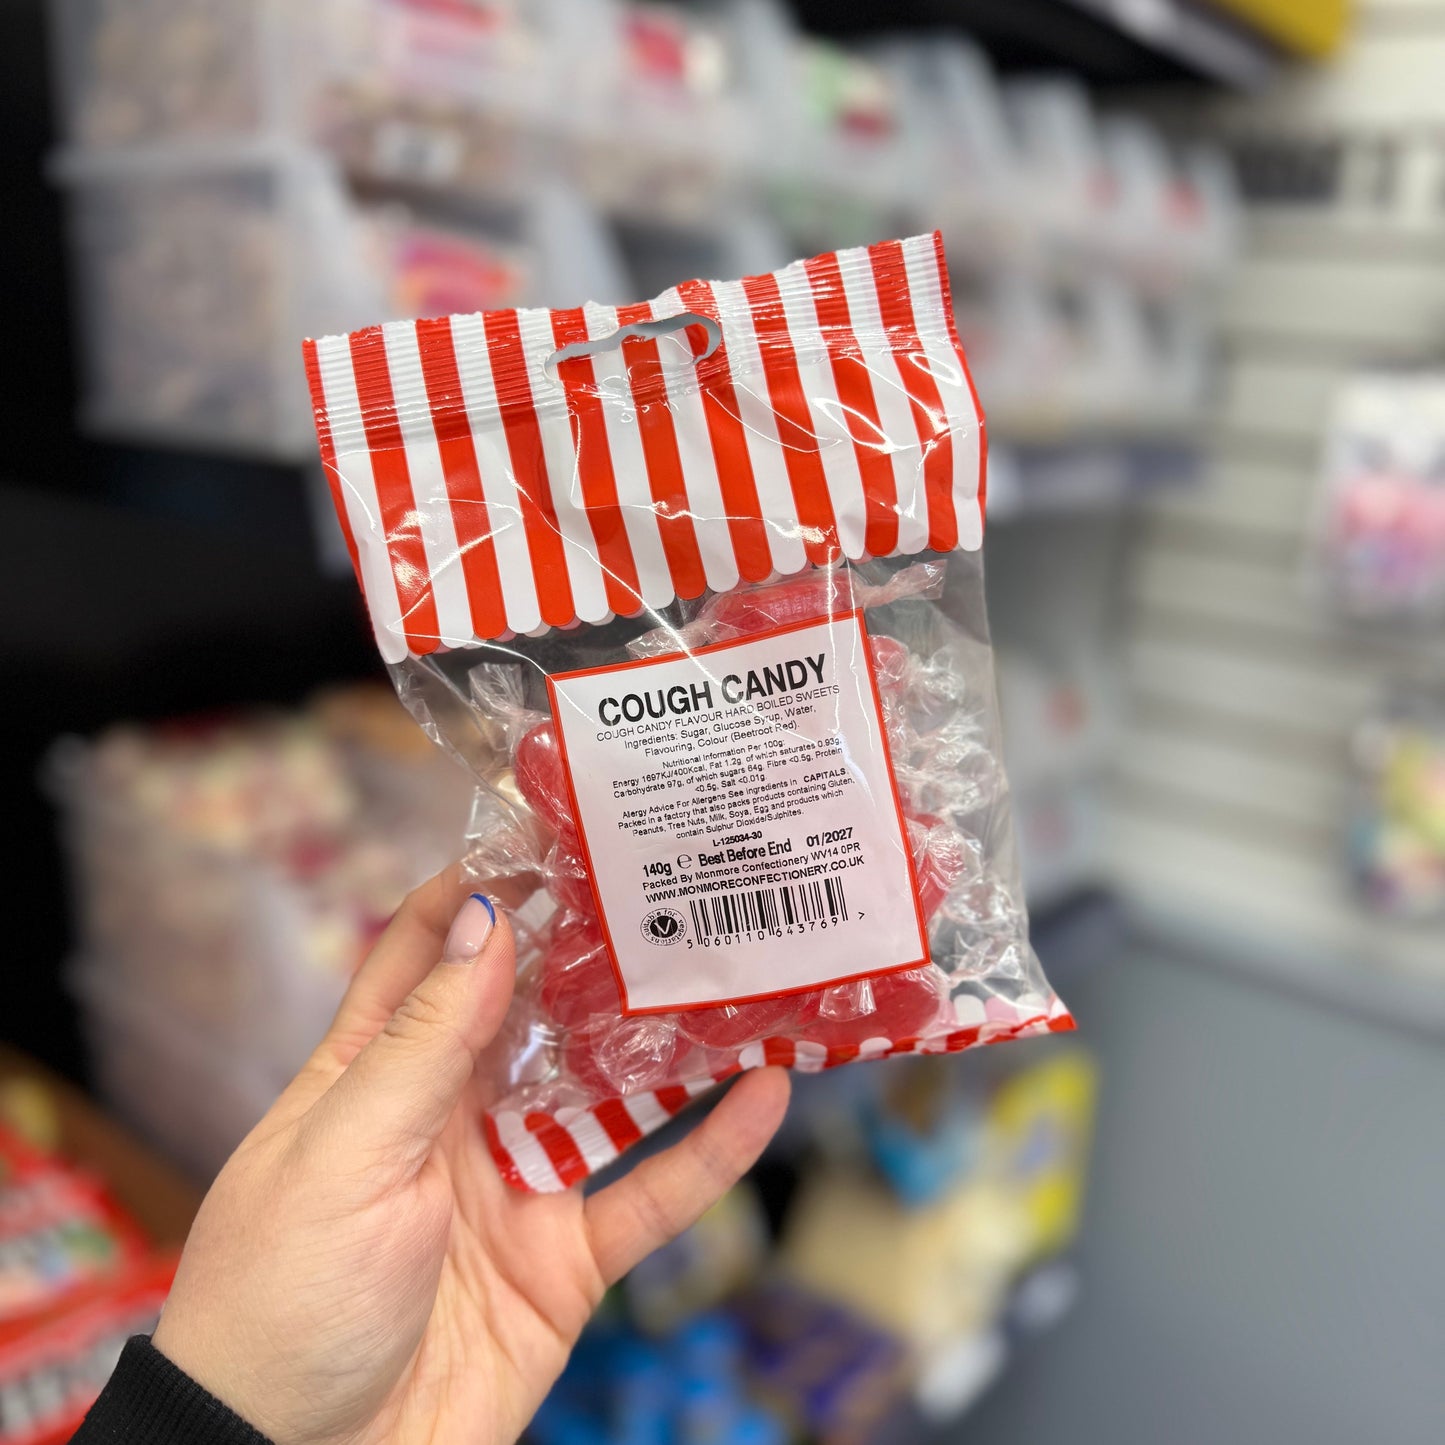 COUGH CANDY
COUGH CANDY FLAVOUR HARD BOILED SWEETS
Ingredients: Sugar, Glucose Syrup, Water,
Flavouring, Colour (Beetroot Red).
Nutritional Information Per 100g:
Energy 1697KJ/400Kcal, Fat 1.2g, of which saturates 0.93g,
Carbohydrate 97g, of which sugars 64g, Fibre <0.5g, Protein
<0.5g, Salt <0.01g.
Allergy Advice For Allergens See Ingredients in CAPITALS.
Packed in a factory that also packs products containing Gluten,
Peanuts, Tree Nuts, Milk, Soya, Egg and products which
contain Sulphur Dioxide/Sulphites.
L-125034-30
140g ℮ Best Before End 01/2027
Packed By Monmore Confectionery WV14 0PR
WWW.MONMORECONFECTIONERY.CO.UK
suitable for vegetarians V
5 060110 643769 >